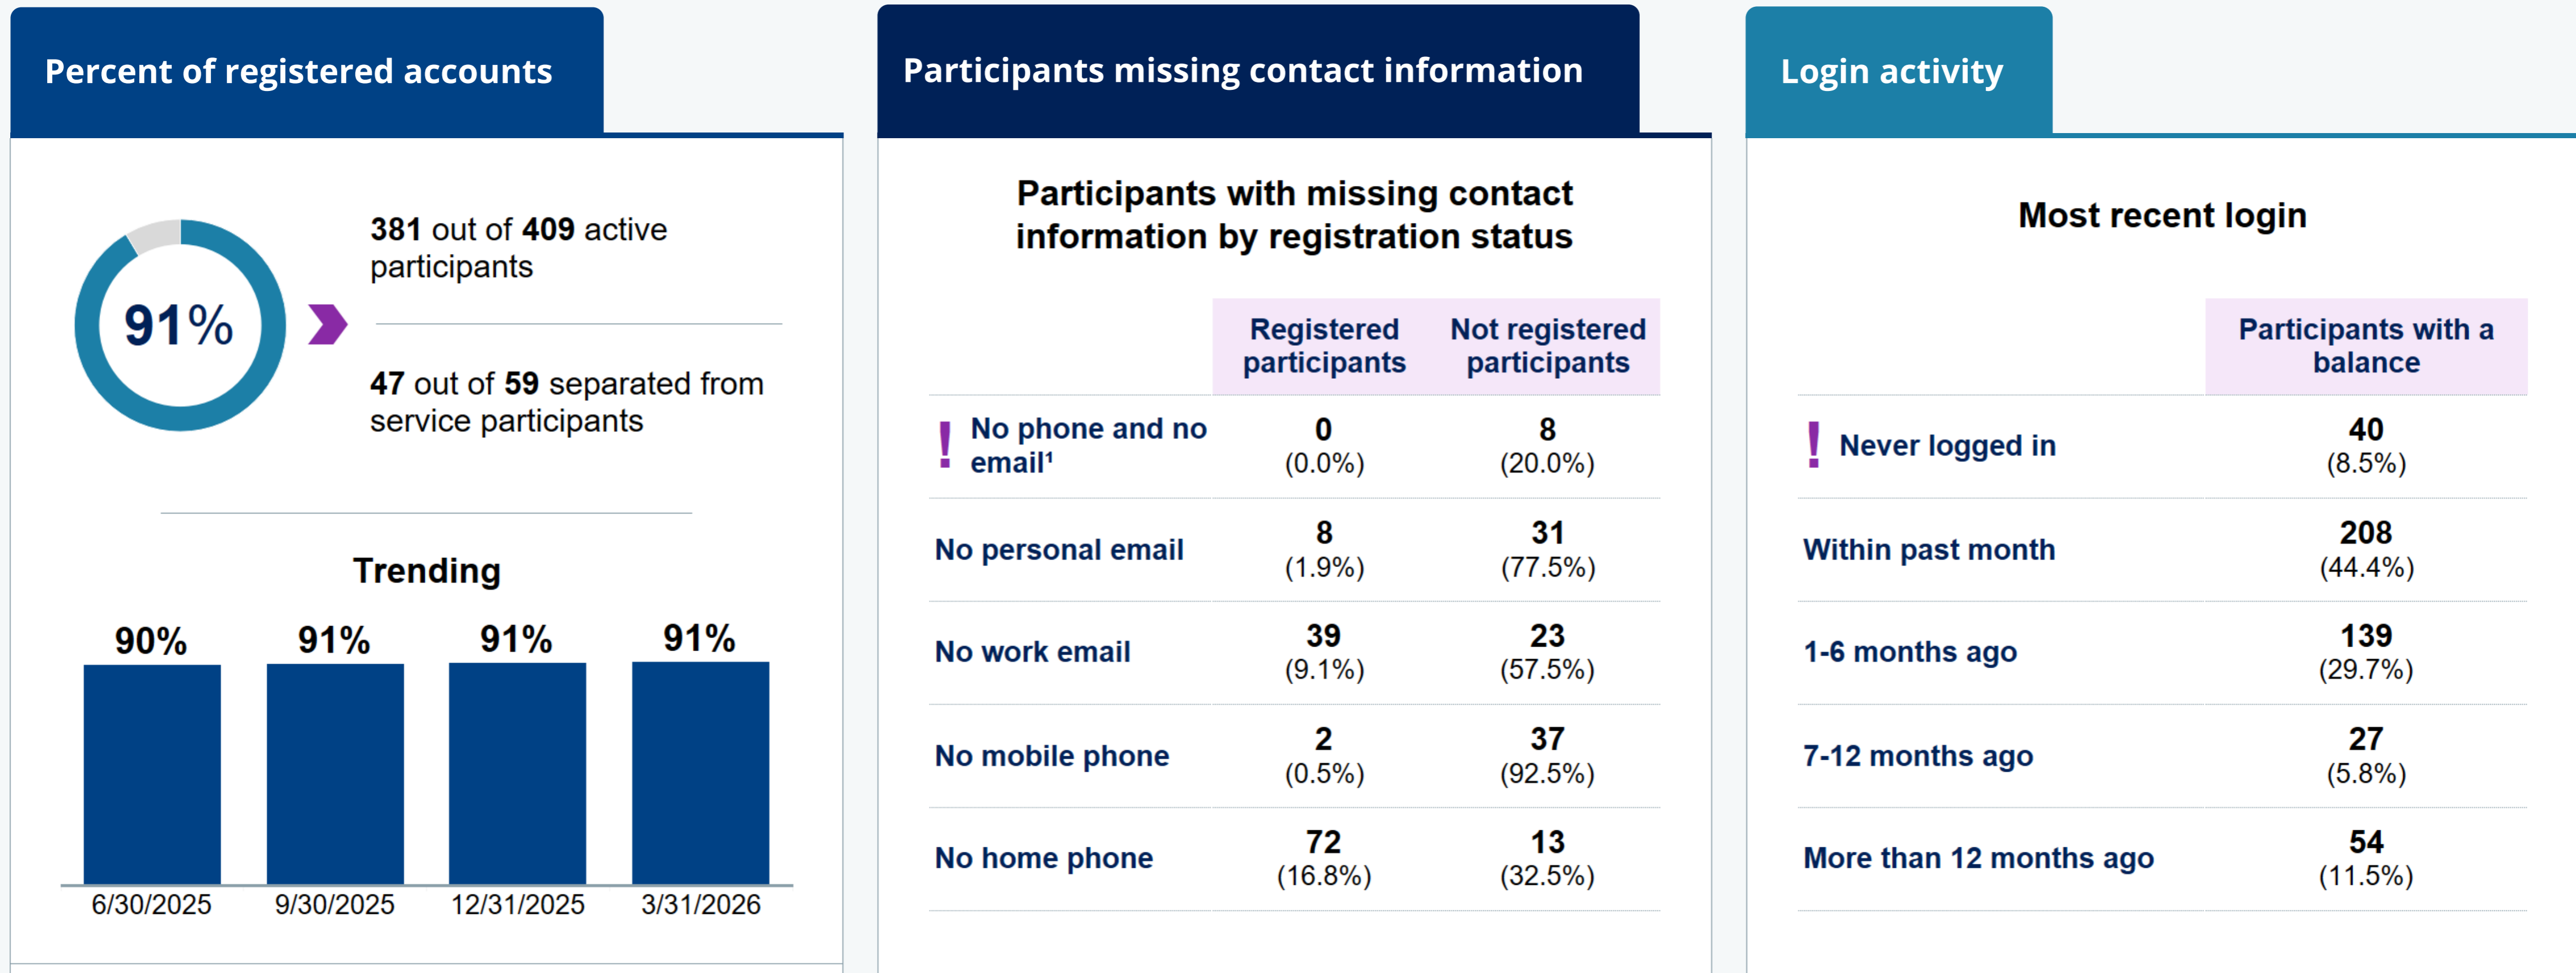 Percent of registered accounts
91%
381 out of 409 active
participants
47 out of 59 separated from
service participants
Trending
90% 91% 91% 91%
6/30/2025 9/30/2025 12/31/2025 3/31/2026
Participants missing contact information
Participants with missing contact
information by registration status
Registered participants Not registered participants
! No phone and no email¹ 0 (0.0%) 8 (20.0%)
No personal email 8 (1.9%) 31 (77.5%)
No work email 39 (9.1%) 23 (57.5%)
No mobile phone 2 (0.5%) 37 (92.5%)
No home phone 72 (16.8%) 13 (32.5%)
Login activity
Most recent login
Participants with a
balance
! Never logged in 40 (8.5%)
Within past month 208 (44.4%)
1-6 months ago 139 (29.7%)
7-12 months ago 27 (5.8%)
More than 12 months ago 54 (11.5%)